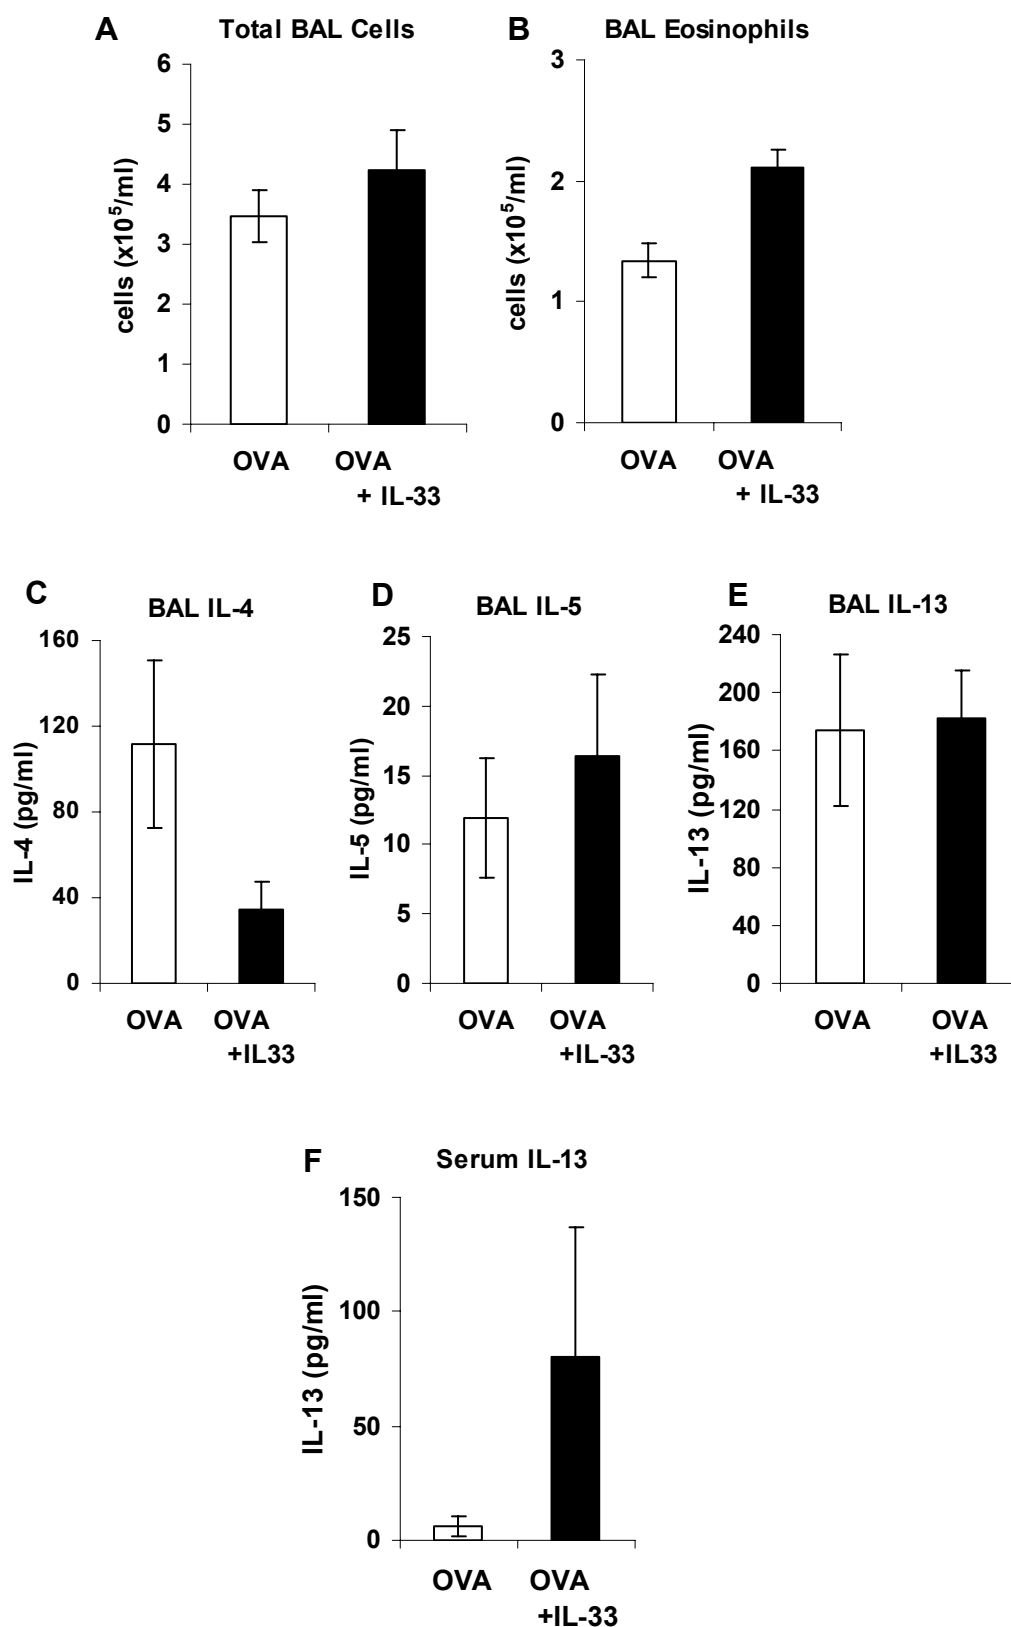 A Total BAL Cells
6
5
4
3
2
1
0
cells (x10⁵/ml)
OVA OVA
+ IL-33
B BAL Eosinophils
3
2
1
0
cells (x10⁵/ml)
OVA OVA
+ IL-33
C BAL IL-4
160
120
80
40
0
IL-4 (pg/ml)
OVA OVA
+IL33
D BAL IL-5
25
20
15
10
5
0
IL-5 (pg/ml)
OVA OVA
+IL-33
E BAL IL-13
240
200
160
120
80
40
0
IL-13 (pg/ml)
OVA OVA
+IL33
F Serum IL-13
150
100
50
0
IL-13 (pg/ml)
OVA OVA
+IL-33